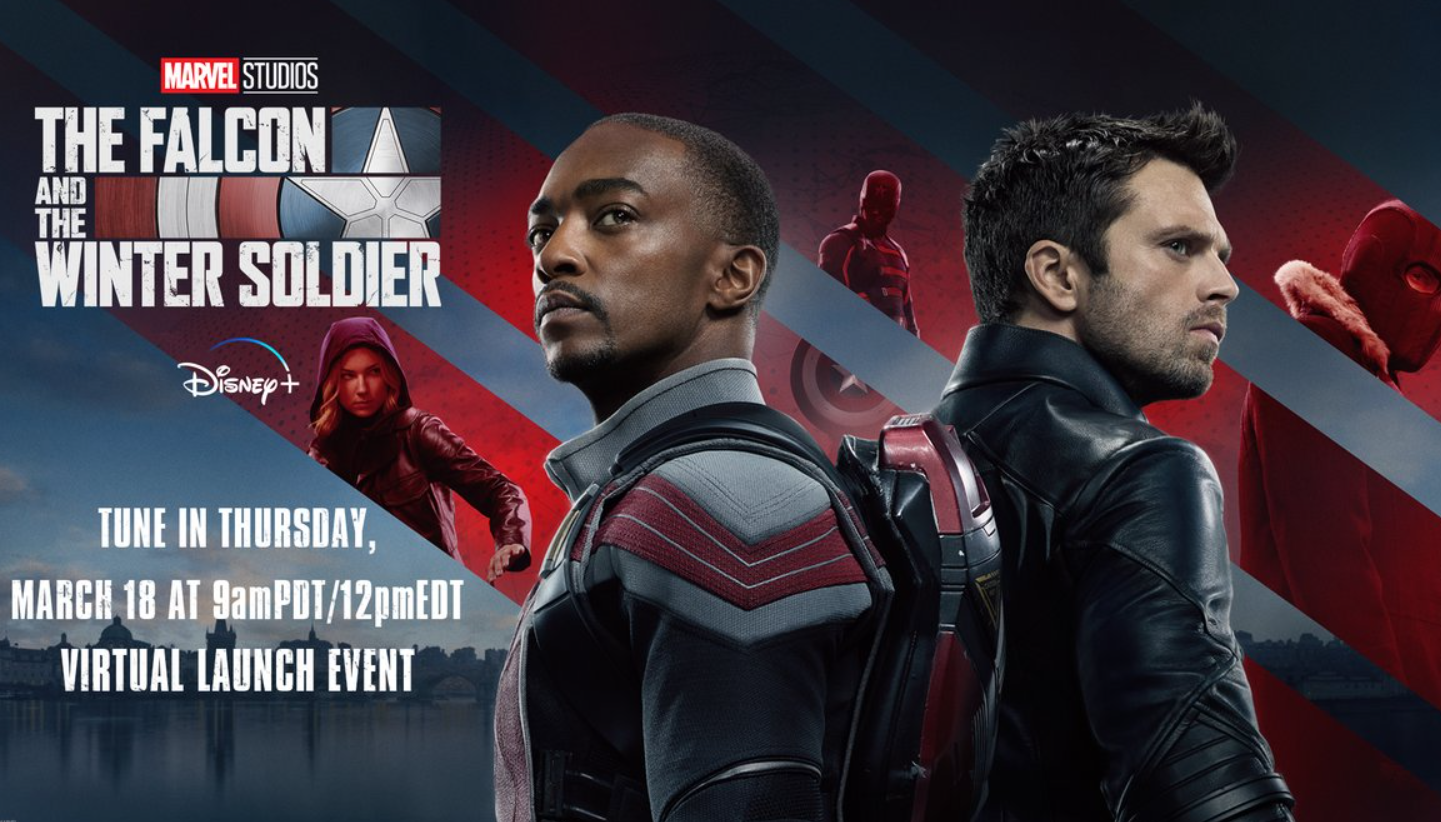 MARVEL STUDIOS
THE FALCON
AND
THE
WINTER SOLDIER
Disney+
TUNE IN THURSDAY,
MARCH 18 AT 9amPDT/12pmEDT
VIRTUAL LAUNCH EVENT